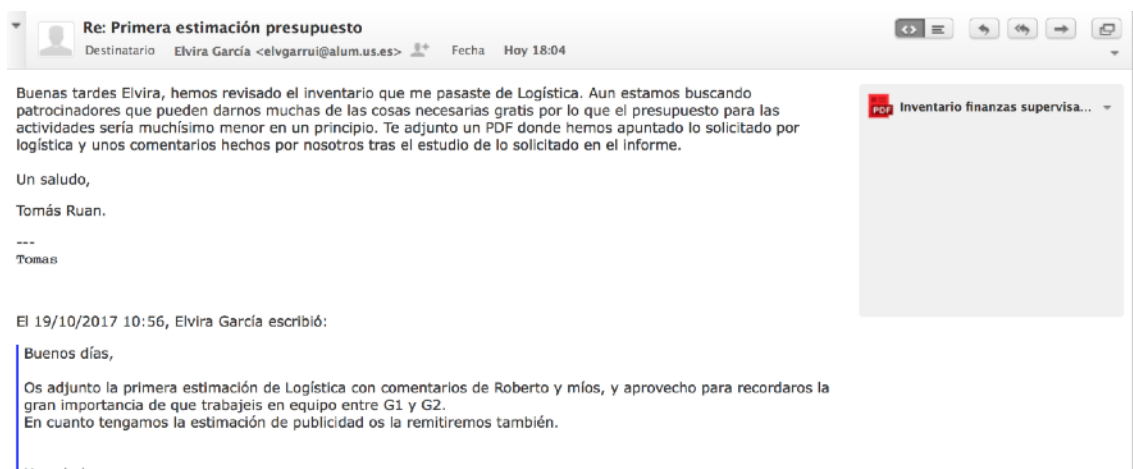 Re: Primera estimación presupuesto
Destinatario Elvira García <elvgarrui@alum.us.es> Fecha Hoy 18:04
Buenas tardes Elvira, hemos revisado el inventario que me pasaste de Logística. Aun estamos buscando
patrocinadores que pueden darnos muchas de las cosas necesarias gratis por lo que el presupuesto para las
actividades sería muchísimo menor en un principio. Te adjunto un PDF donde hemos apuntado lo solicitado por
logística y unos comentarios hechos por nosotros tras el estudio de lo solicitado en el informe.
Un saludo,
Tomás Ruan.
---
Tomas
PDF Inventario finanzas supervisa...
El 19/10/2017 10:56, Elvira García escribió:
Buenos días,
Os adjunto la primera estimación de Logística con comentarios de Roberto y míos, y aprovecho para recordaros la
gran importancia de que trabajeis en equipo entre G1 y G2.
En cuanto tengamos la estimación de publicidad os la remitiremos también.